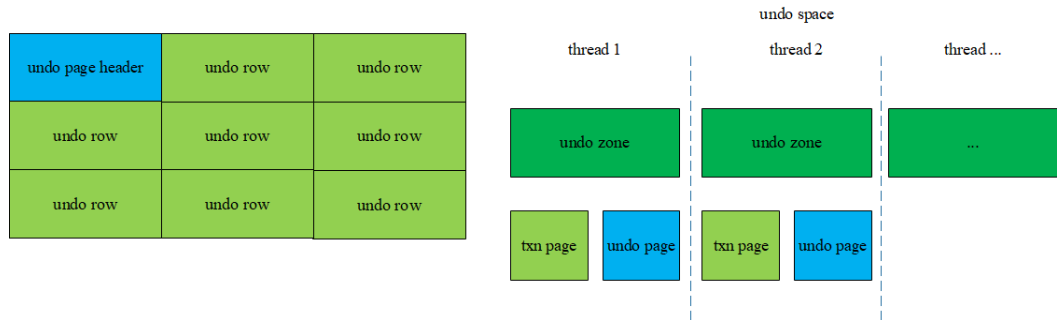 undo page header
undo row
undo row
undo row
undo row
undo row
undo row
undo row
undo row
undo space
thread 1
thread 2
thread ...
undo zone
undo zone
...
txn page
undo page
txn page
undo page